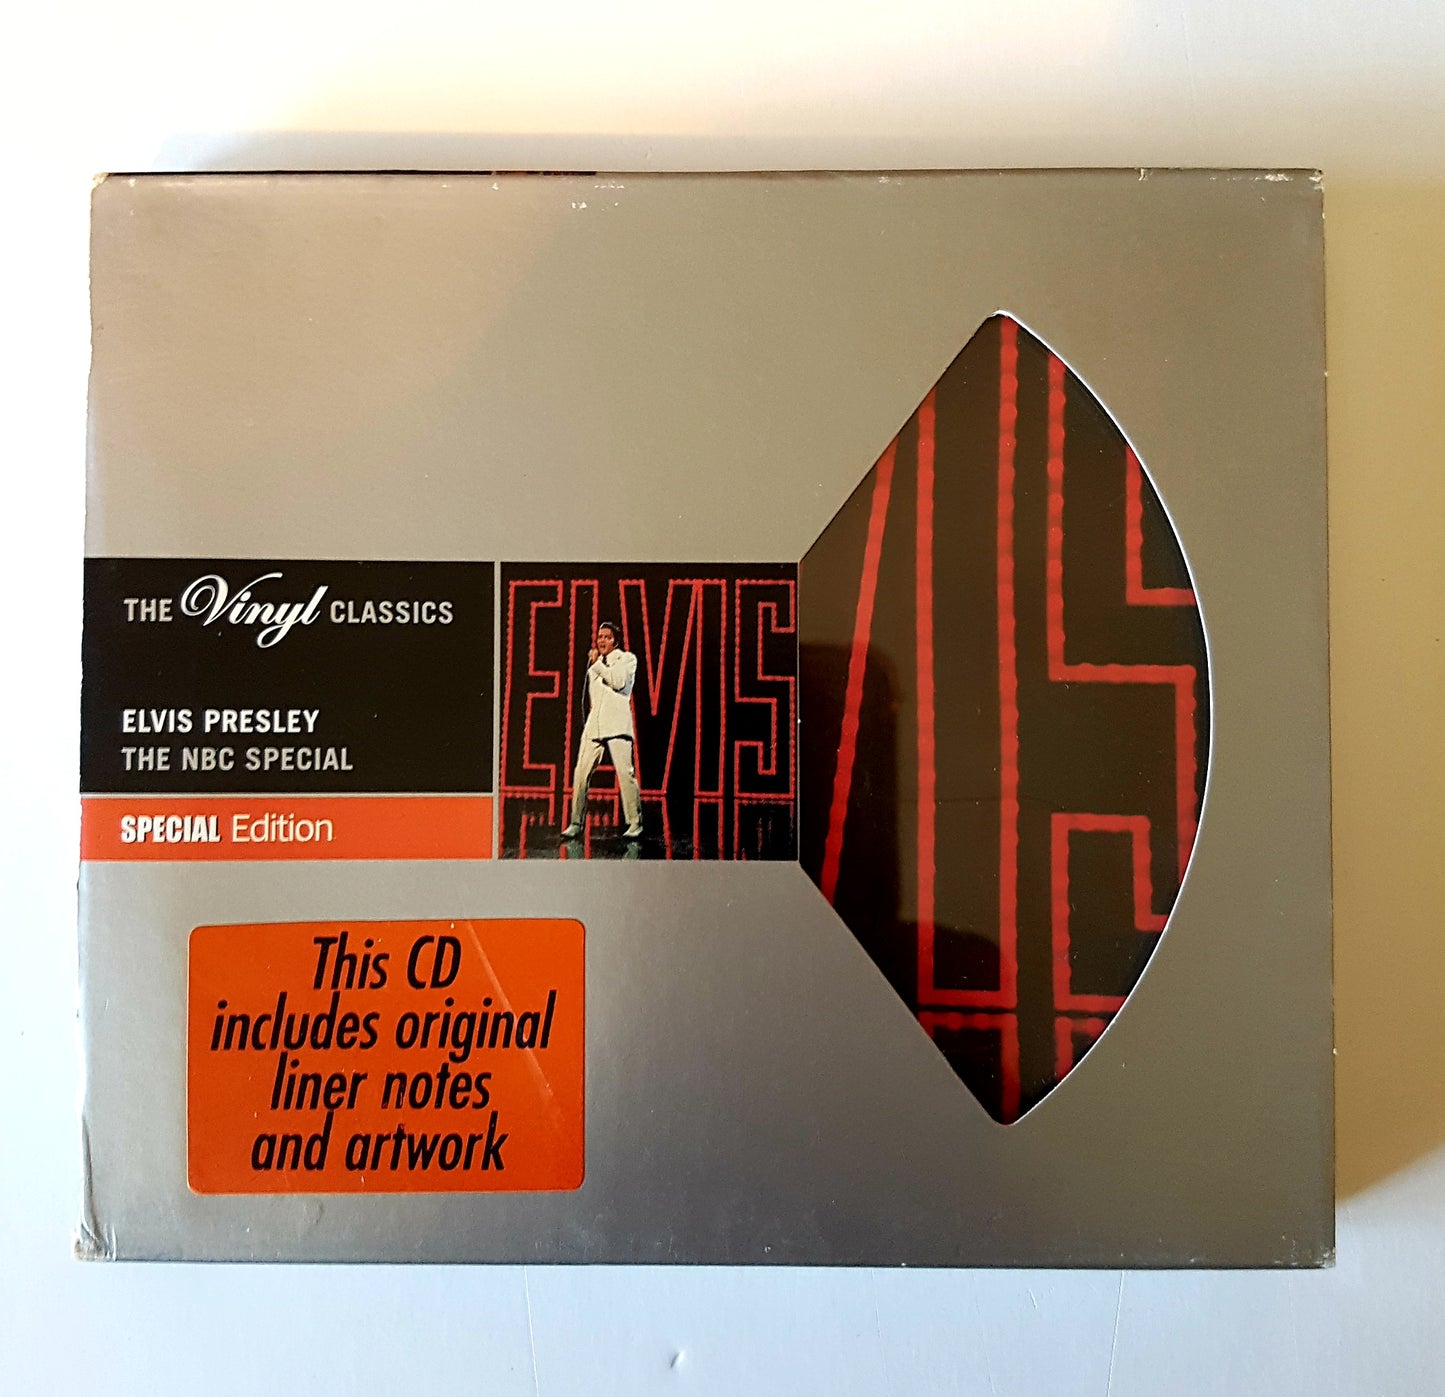 THE Vinyl CLASSICS
ELVIS PRESLEY
THE NBC SPECIAL
SPECIAL Edition
ELVIS
This CD
includes original
liner notes
and artwork